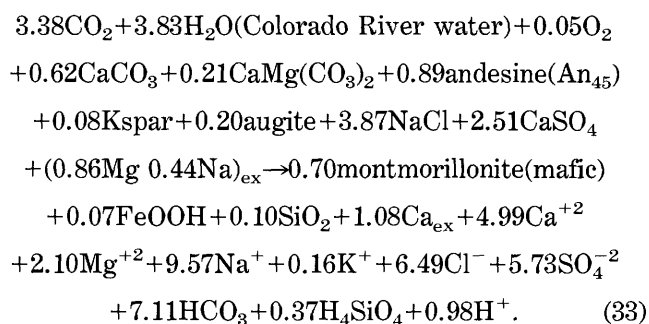 3.38CO₂+3.83H₂O(Colorado River water)+0.05O₂
+0.62CaCO₃+0.21CaMg(CO₃)₂+0.89andesine(An₄₅)
+0.08Kspar+0.20augite+3.87NaCl+2.51CaSO₄
+(0.86Mg 0.44Na)ₑₓ→0.70montmorillonite(mafic)
+0.07FeOOH+0.10SiO₂+1.08Caₑₓ+4.99Ca⁺²
+2.10Mg⁺²+9.57Na⁺+0.16K⁺+6.49Cl⁻+5.73SO₄⁻²
+7.11HCO₃+0.37H₄SiO₄+0.98H⁺. (33)